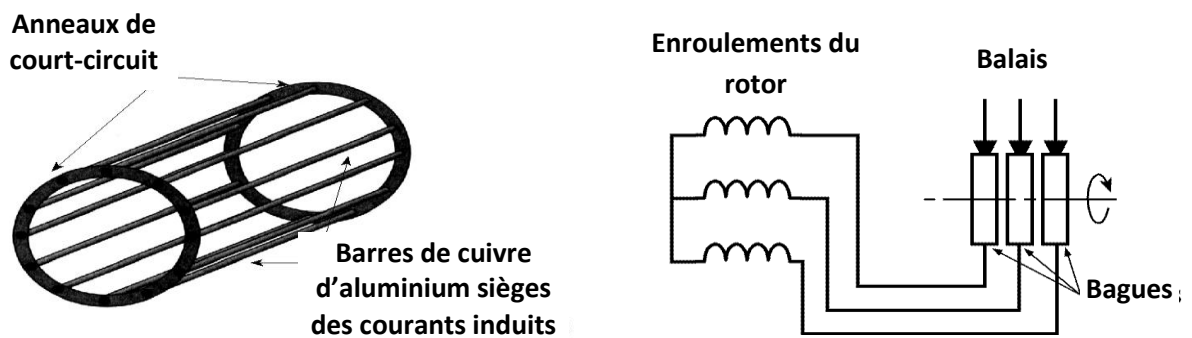 Anneaux de
court-circuit
Barres de cuivre
d’aluminium sièges
des courants induits
Enroulements du
rotor
Balais
Bagues